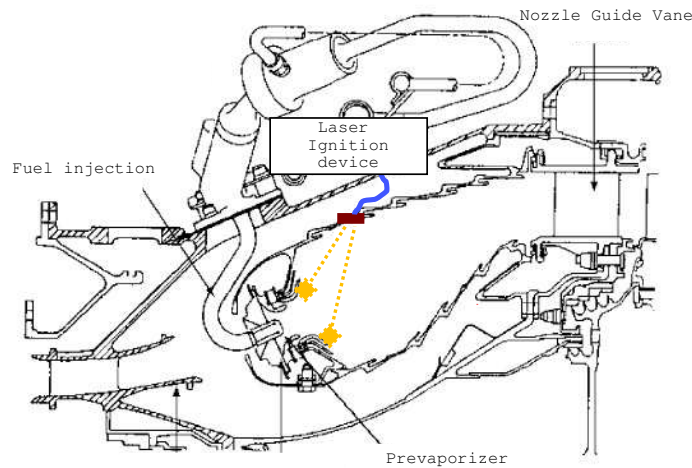 Nozzle Guide Vane
Laser
Ignition
device
Fuel injection
Prevaporizer